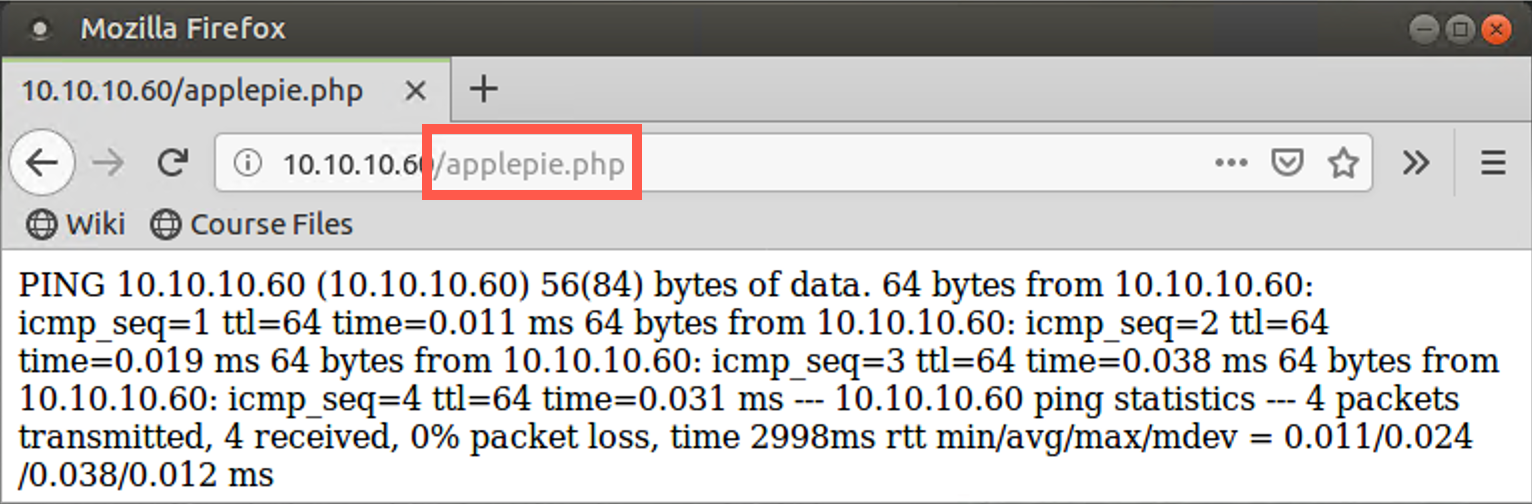 Mozilla Firefox
10.10.10.60/applepie.php
10.10.10.60/applepie.php
Wiki Course Files
PING 10.10.10.60 (10.10.10.60) 56(84) bytes of data. 64 bytes from 10.10.10.60:
icmp_seq=1 ttl=64 time=0.011 ms 64 bytes from 10.10.10.60: icmp_seq=2 ttl=64
time=0.019 ms 64 bytes from 10.10.10.60: icmp_seq=3 ttl=64 time=0.038 ms 64 bytes from
10.10.10.60: icmp_seq=4 ttl=64 time=0.031 ms --- 10.10.10.60 ping statistics --- 4 packets
transmitted, 4 received, 0% packet loss, time 2998ms rtt min/avg/max/mdev = 0.011/0.024
/0.038/0.012 ms